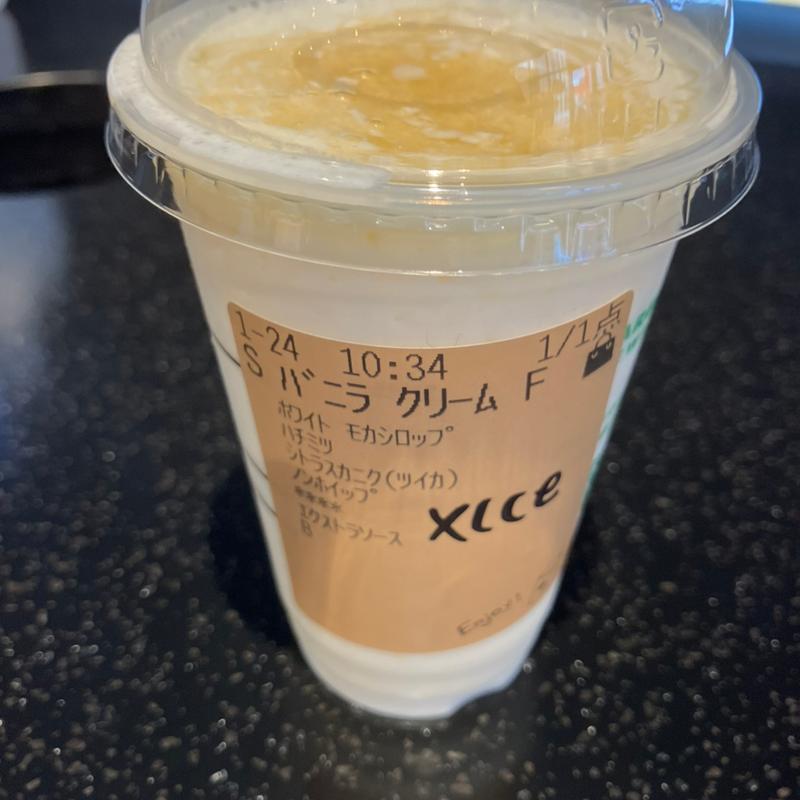 1-24 10:34 1/1点
S バニラ クリーム F
ホワイト モカシロップ
ハチミツ
シトラスカニク(ツイカ)
ノンホイップ
****
エクストラソース
B
XLCe
Enjoy!